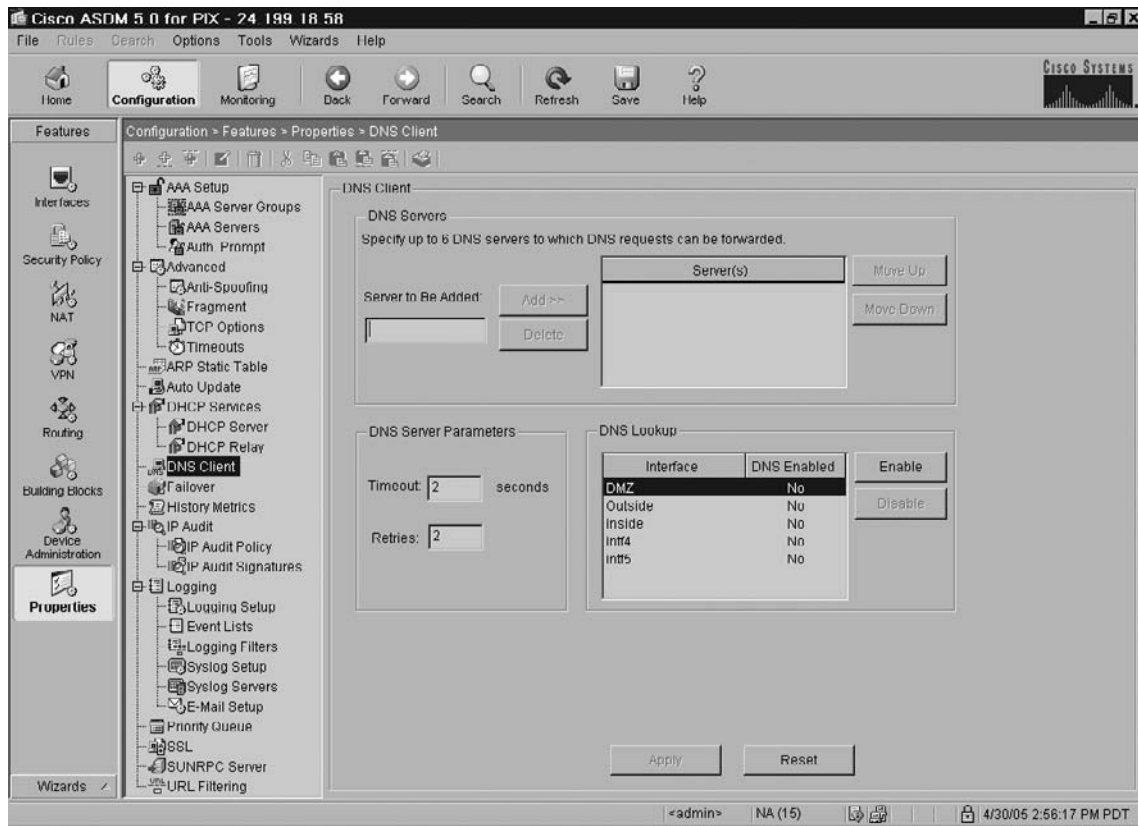 Cisco ASDM 5.0 for PIX - 24.199.18.58
File Rules Search Options Tools Wizards Help
Home Configuration Monitoring Back Forward Search Refresh Save Help
CISCO SYSTEMS
Features
Interfaces
Security Policy
NAT
VPN
Routing
Building Blocks
Device
Administration
Properties
Wizards
Configuration > Features > Properties > DNS Client
AAA Setup
AAA Server Groups
AAA Servers
Auth. Prompt
Advanced
Anti-Spoofing
Fragment
TCP Options
Timeouts
ARP Static Table
Auto Update
DHCP Services
DHCP Server
DHCP Relay
DNS Client
Failover
History Metrics
IP Audit
IP Audit Policy
IP Audit Signatures
Logging
Logging Setup
Event Lists
Logging Filters
Syslog Setup
Syslog Servers
E-Mail Setup
Priority Queue
SSL
SUNRPC Server
URL Filtering
DNS Client
DNS Servers
Specify up to 6 DNS servers to which DNS requests can be forwarded.
Server to Be Added:
Add >>
Delete
Server(s)
Move Up
Move Down
DNS Server Parameters
Timeout: 2 seconds
Retries: 2
DNS Lookup
Interface DNS Enabled
DMZ No
Outside No
Inside No
Intf4 No
Intf5 No
Enable
Disable
Apply Reset
<admin> NA (15) 4/30/05 2:56:17 PM PDT